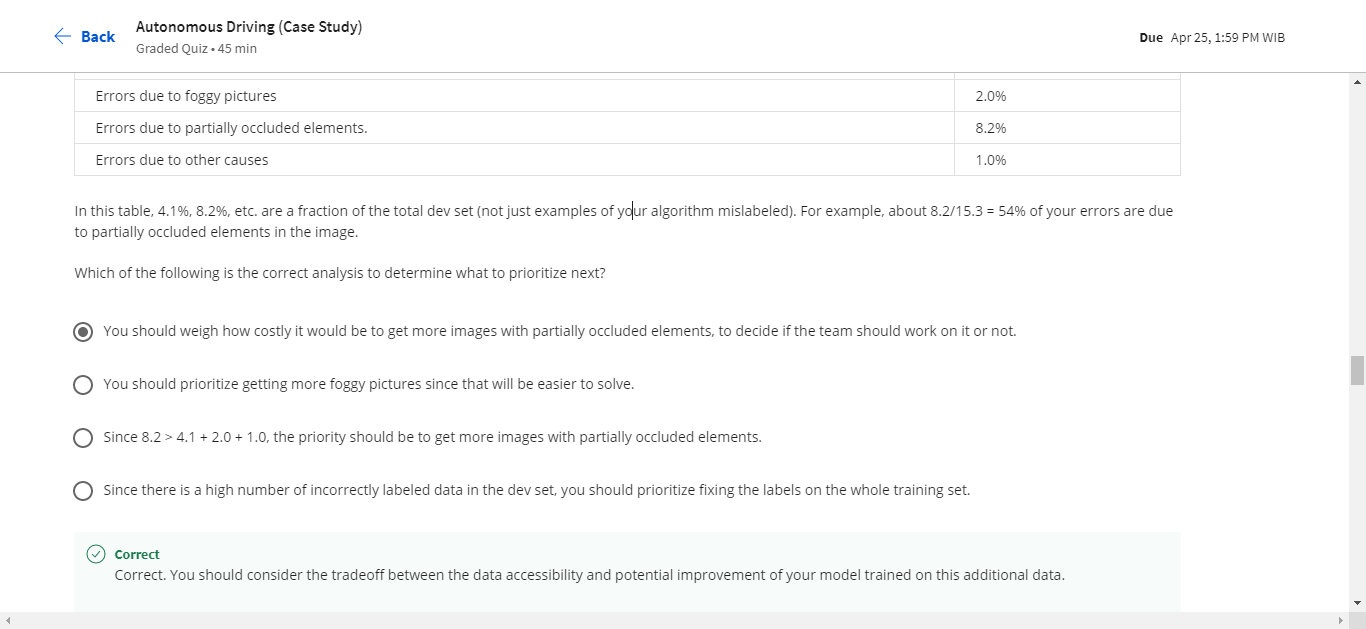 Back
Autonomous Driving (Case Study)
Graded Quiz • 45 min
Due Apr 25, 1:59 PM WIB
Errors due to foggy pictures 2.0%
Errors due to partially occluded elements. 8.2%
Errors due to other causes 1.0%
In this table, 4.1%, 8.2%, etc. are a fraction of the total dev set (not just examples of your algorithm mislabeled). For example, about 8.2/15.3 = 54% of your errors are due
to partially occluded elements in the image.
Which of the following is the correct analysis to determine what to prioritize next?
You should weigh how costly it would be to get more images with partially occluded elements, to decide if the team should work on it or not.
You should prioritize getting more foggy pictures since that will be easier to solve.
Since 8.2 > 4.1 + 2.0 + 1.0, the priority should be to get more images with partially occluded elements.
Since there is a high number of incorrectly labeled data in the dev set, you should prioritize fixing the labels on the whole training set.
Correct
Correct. You should consider the tradeoff between the data accessibility and potential improvement of your model trained on this additional data.